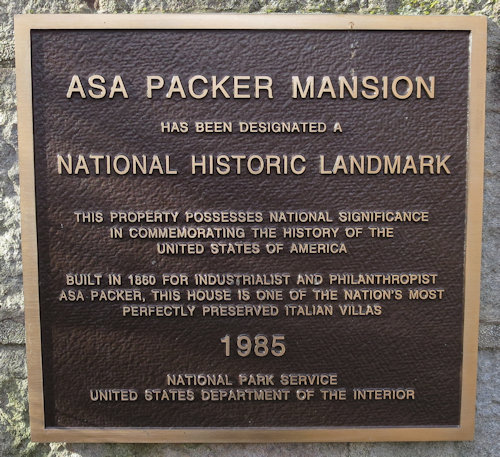 ASA PACKER MANSION
HAS BEEN DESIGNATED A
NATIONAL HISTORIC LANDMARK
THIS PROPERTY POSSESSES NATIONAL SIGNIFICANCE
IN COMMEMORATING THE HISTORY OF THE
UNITED STATES OF AMERICA
BUILT IN 1860 FOR INDUSTRIALIST AND PHILANTHROPIST
ASA PACKER, THIS HOUSE IS ONE OF THE NATION'S MOST
PERFECTLY PRESERVED ITALIAN VILLAS
1985
NATIONAL PARK SERVICE
UNITED STATES DEPARTMENT OF THE INTERIOR